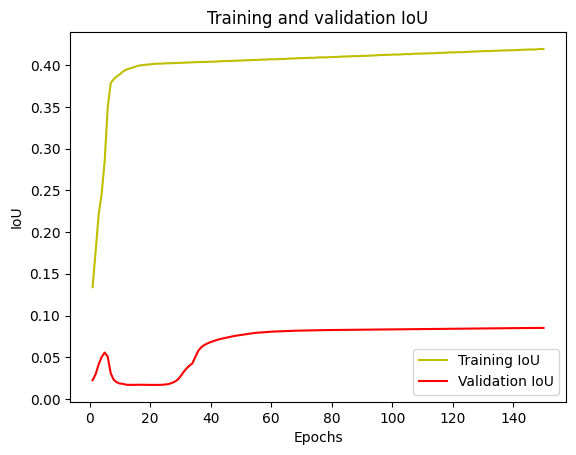 Training and validation IoU
IoU
0.40
0.35
0.30
0.25
0.20
0.15
0.10
0.05
0.00
Training IoU
Validation IoU
0 20 40 60 80 100 120 140
Epochs